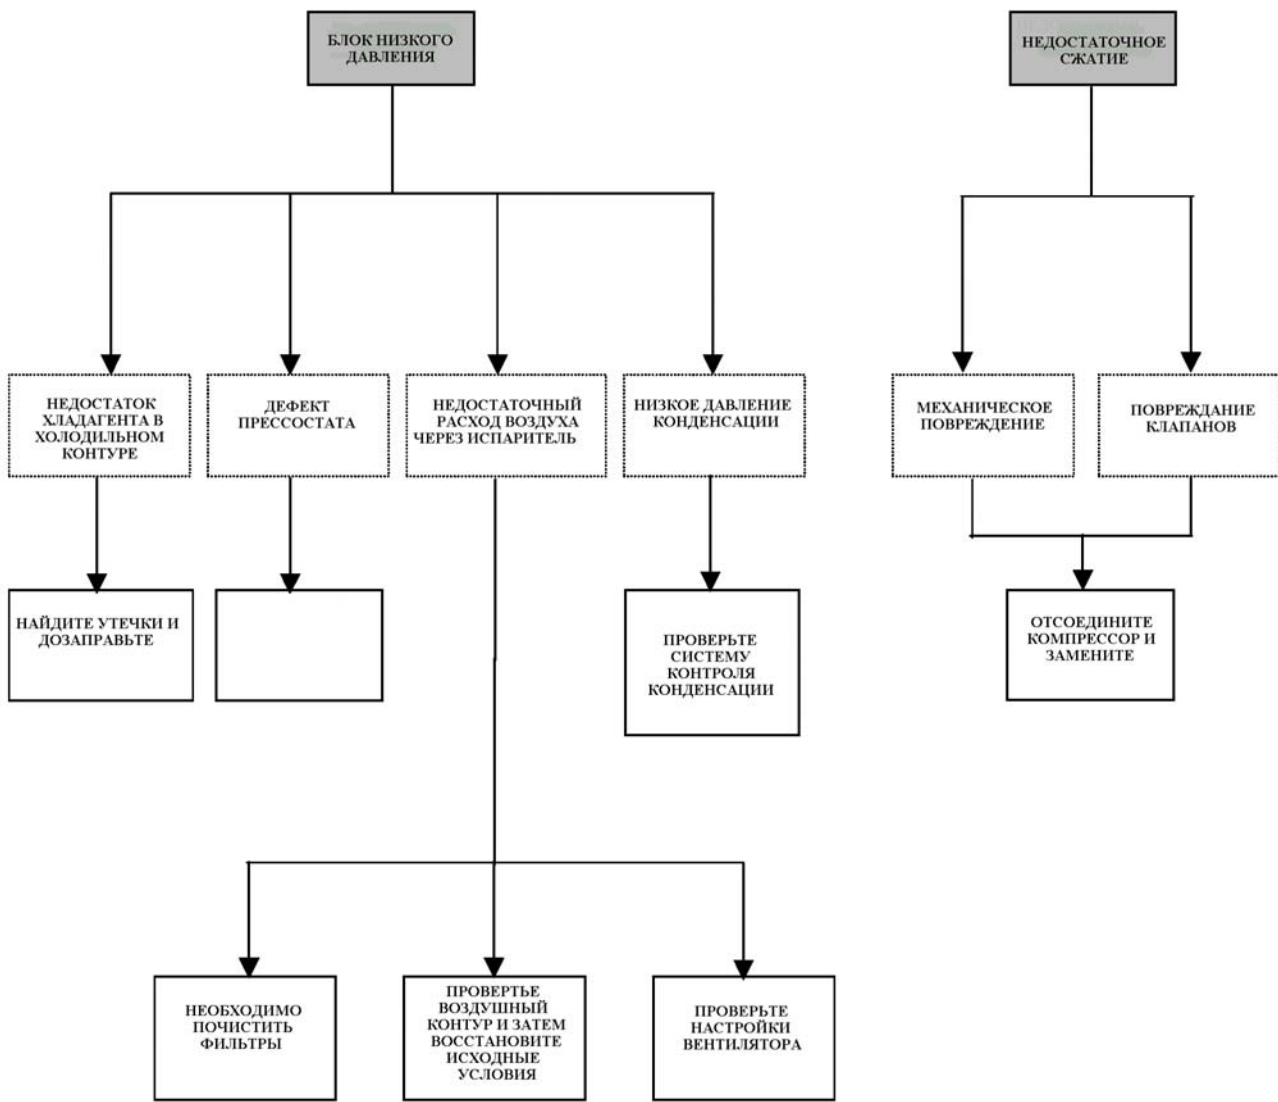 БЛОК НИЗКОГО
ДАВЛЕНИЯ
НЕДОСТАТОЧНОЕ
СЖАТИЕ
НЕДОСТАТОК
ХЛАДАГЕНТА В
ХОЛОДИЛЬНОМ
КОНТУРЕ
ДЕФЕКТ
ПРЕССОСТАТА
НЕДОСТАТОЧНЫЙ
РАСХОД ВОЗДУХА
ЧЕРЕЗ ИСПАРИТЕЛЬ
НИЗКОЕ ДАВЛЕНИЕ
КОНДЕНСАЦИИ
МЕХАНИЧЕСКОЕ
ПОВРЕЖДЕНИЕ
ПОВРЕЖДАНИЕ
КЛАПАНОВ
НАЙДИТЕ УТЕЧКИ И
ДОЗАПРАВЬТЕ
ПРОВЕРЬТЕ
СИСТЕМУ
КОНТРОЛЯ
КОНДЕНСАЦИИ
ОТСОЕДИНИТЕ
КОМПРЕССОР И
ЗАМЕНИТЕ
НЕОБХОДИМО
ПОЧИСТИТЬ
ФИЛЬТРЫ
ПРОВЕРТЬЕ
ВОЗДУШНЫЙ
КОНТУР И ЗАТЕМ
ВОССТАНОВИТЕ
ИСХОДНЫЕ
УСЛОВИЯ
ПРОВЕРЬТЕ
НАСТРОЙКИ
ВЕНТИЛЯТОРА